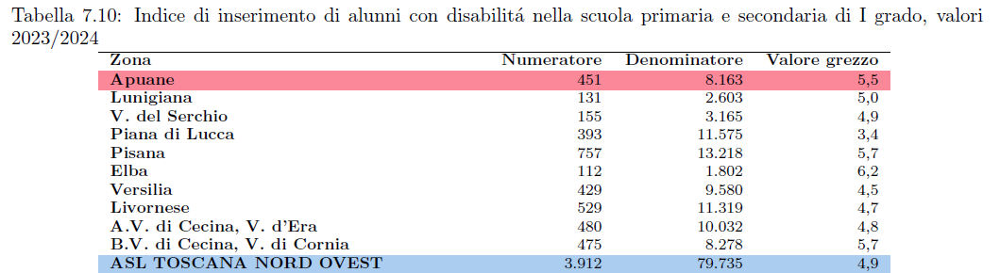 Tabella 7.10: Indice di inserimento di alunni con disabilitá nella scuola primaria e secondaria di I grado, valori
2023/2024
Zona Numeratore Denominatore Valore grezzo
Apuane 451 8.163 5,5
Lunigiana 131 2.603 5,0
V. del Serchio 155 3.165 4,9
Piana di Lucca 393 11.575 3,4
Pisana 757 13.218 5,7
Elba 112 1.802 6,2
Versilia 429 9.580 4,5
Livornese 529 11.319 4,7
A.V. di Cecina, V. d'Era 480 10.032 4,8
B.V. di Cecina, V. di Cornia 475 8.278 5,7
ASL TOSCANA NORD OVEST 3.912 79.735 4,9